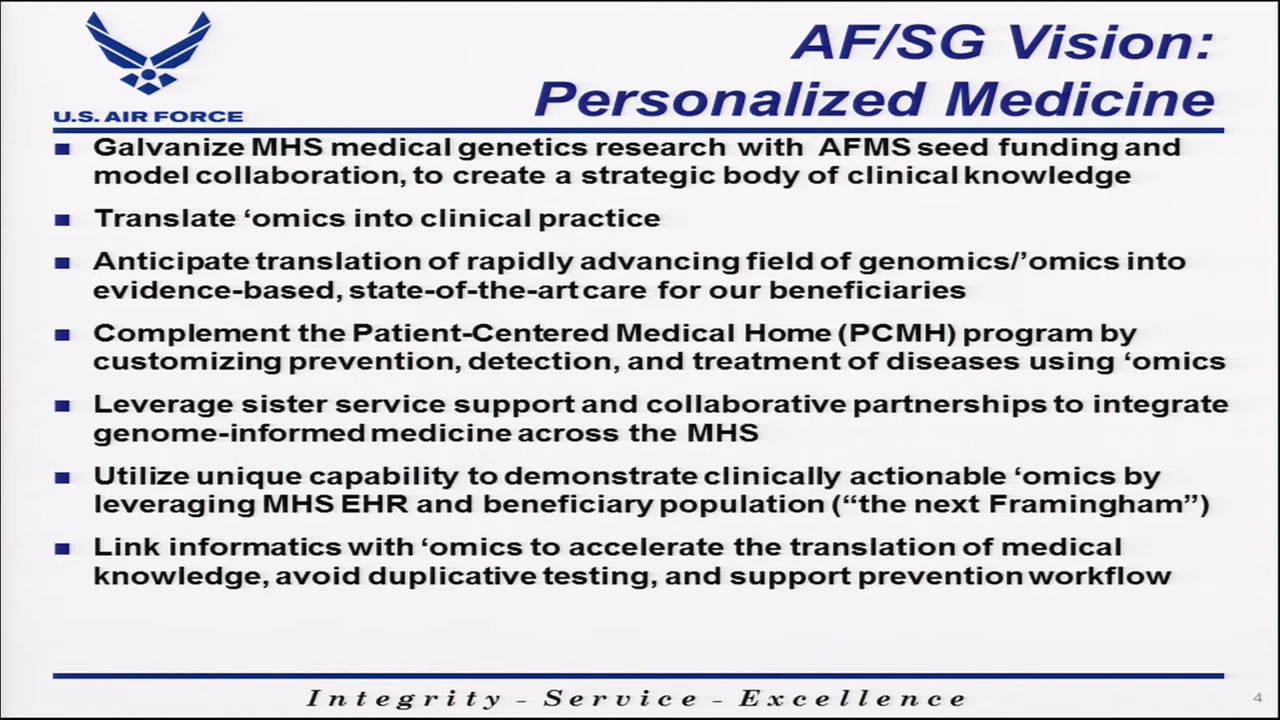 AF/SG Vision:
Personalized Medicine
U.S. AIR FORCE
■ Galvanize MHS medical genetics research with AFMS seed funding and
model collaboration, to create a strategic body of clinical knowledge
■ Translate ‘omics into clinical practice
■ Anticipate translation of rapidly advancing field of genomics/’omics into
evidence-based, state-of-the-art care for our beneficiaries
■ Complement the Patient-Centered Medical Home (PCMH) program by
customizing prevention, detection, and treatment of diseases using ‘omics
■ Leverage sister service support and collaborative partnerships to integrate
genome-informed medicine across the MHS
■ Utilize unique capability to demonstrate clinically actionable ‘omics by
leveraging MHS EHR and beneficiary population (“the next Framingham”)
■ Link informatics with ‘omics to accelerate the translation of medical
knowledge, avoid duplicative testing, and support prevention workflow
Integrity - Service - Excellence
4